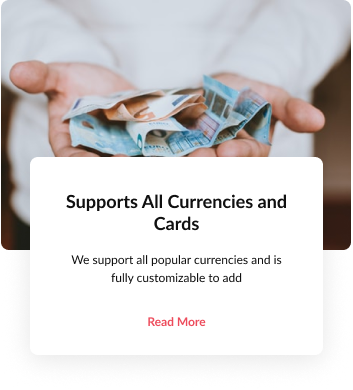 Supports All Currencies and
Cards
We support all popular currencies and is
fully customizable to add
Read More